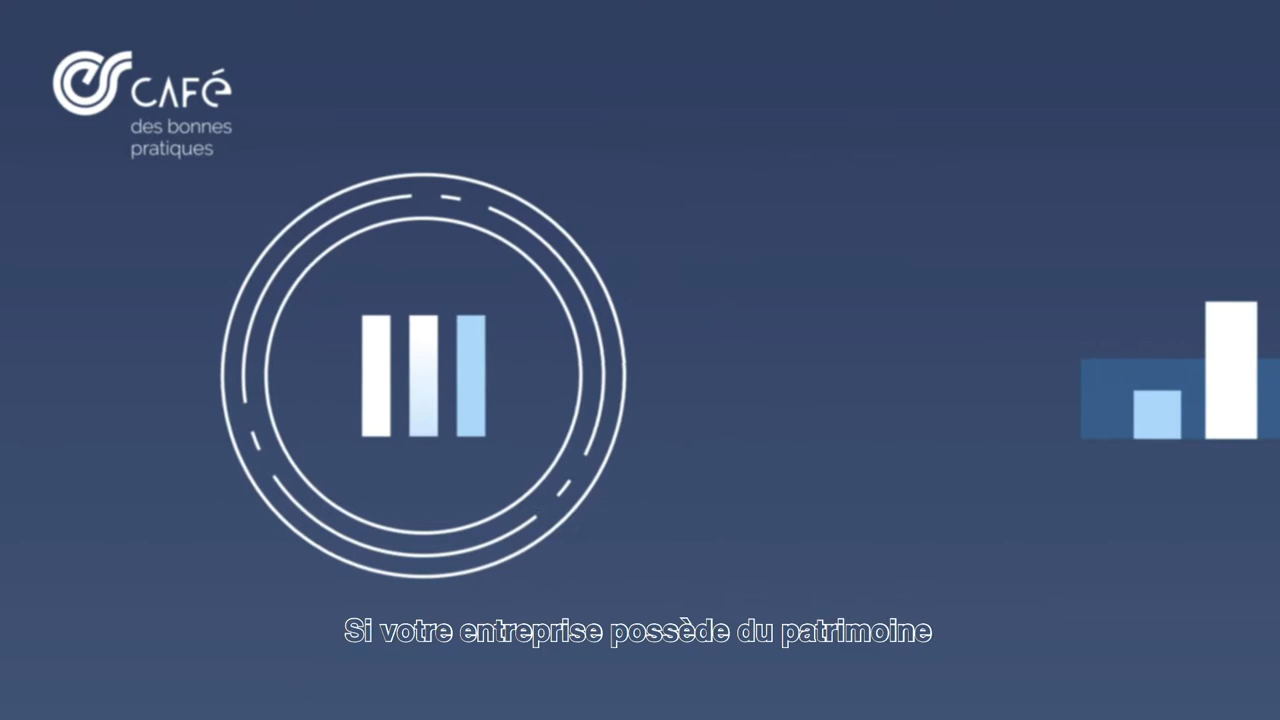 CAFé
des bonnes
pratiques
Si votre entreprise possède du patrimoine